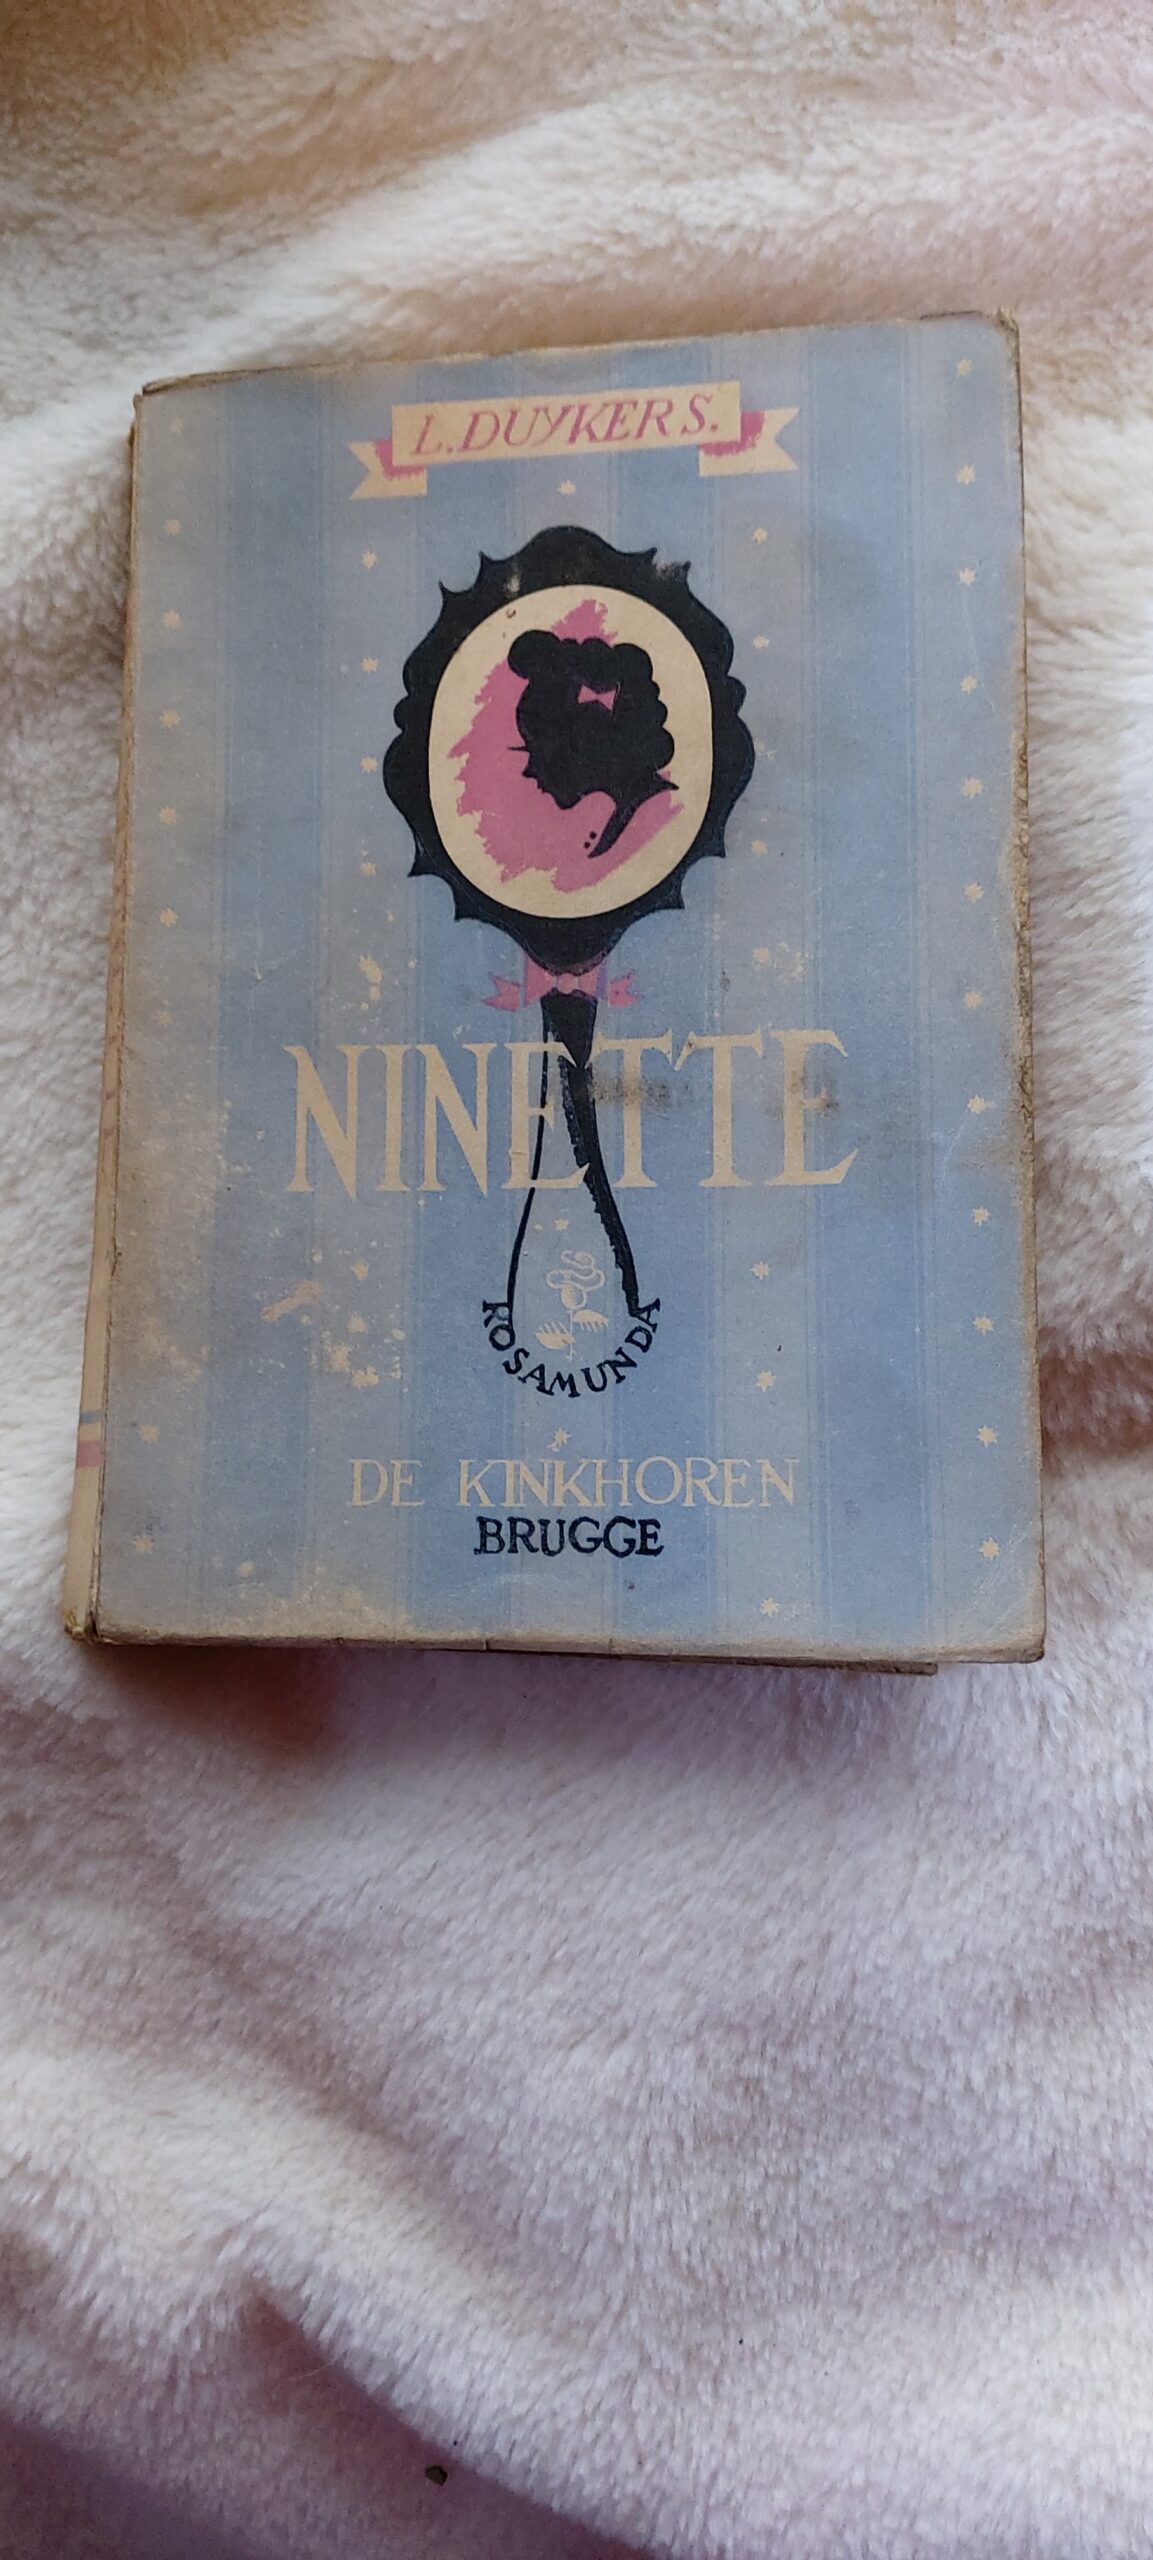 L. DUYKERS.
NINETTE
ROSAMUNDA
DE KINKHOREN
BRUGGE